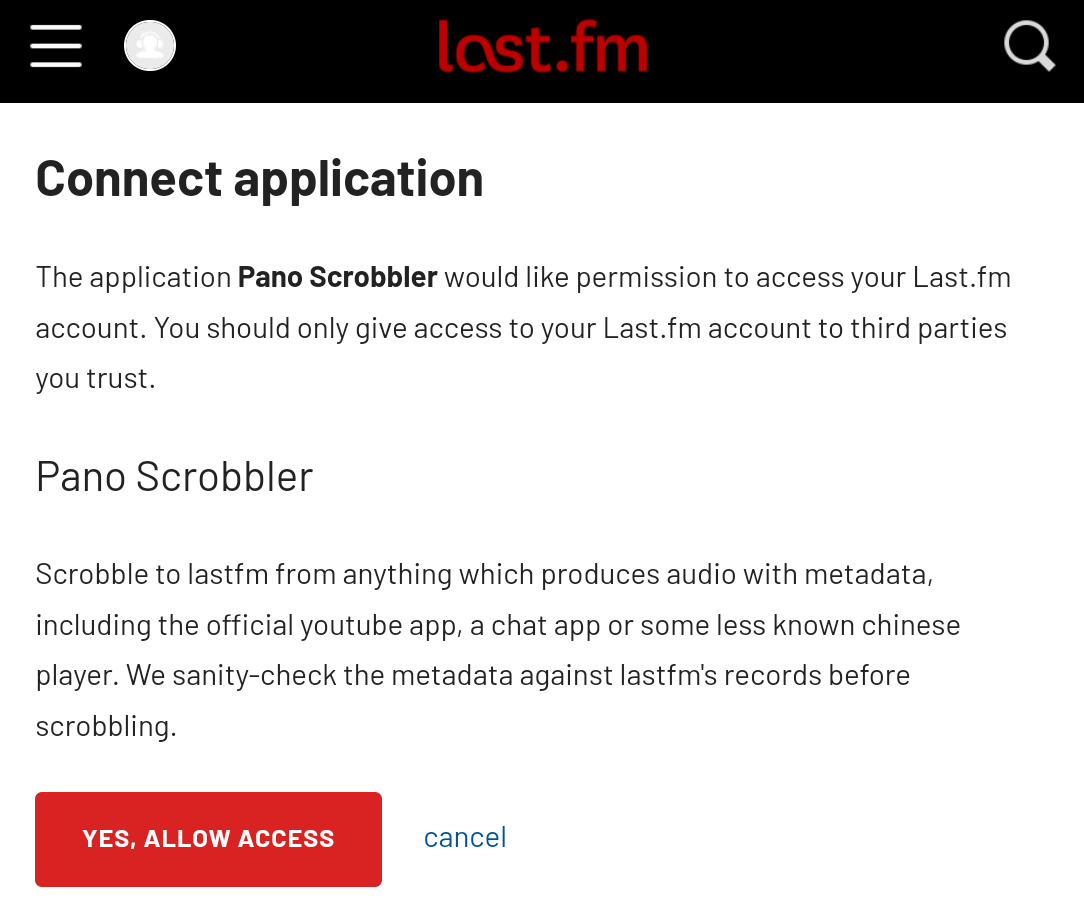 last.fm
Connect application
The application Pano Scrobbler would like permission to access your Last.fm
account. You should only give access to your Last.fm account to third parties
you trust.
Pano Scrobbler
Scrobble to lastfm from anything which produces audio with metadata,
including the official youtube app, a chat app or some less known chinese
player. We sanity-check the metadata against lastfm's records before
scrobbling.
YES, ALLOW ACCESS cancel